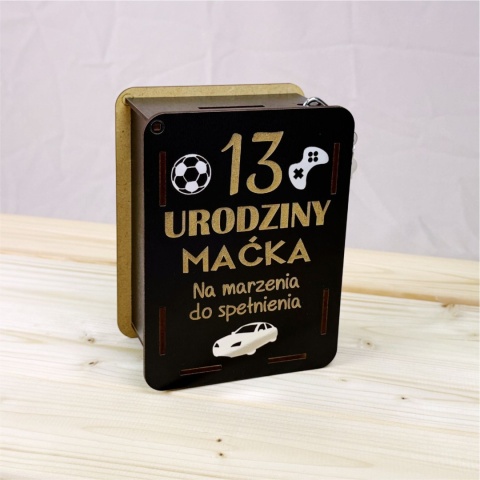 13
URODZINY
MAĆKA
Na marzenia
do spełnienia